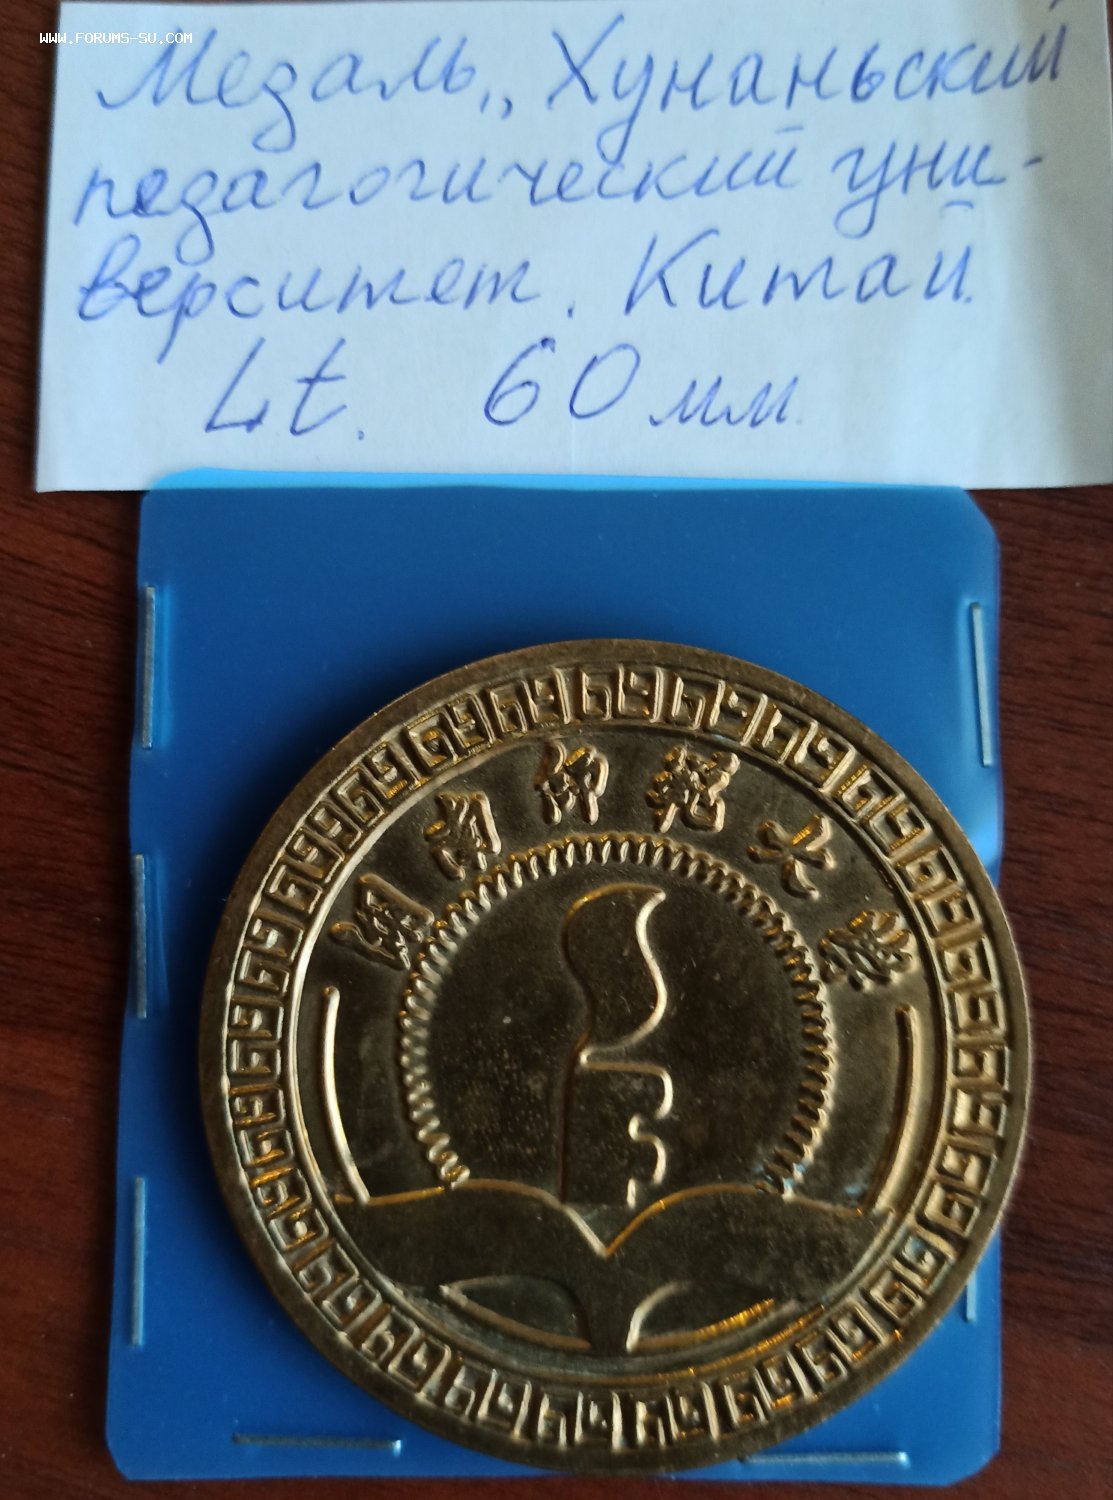 WWW.FORUMS-SU.COM
Медаль „Хунаньский
педагогический уни-
верситет. Китай.
Lt. 60 мм.
湖南师范大学